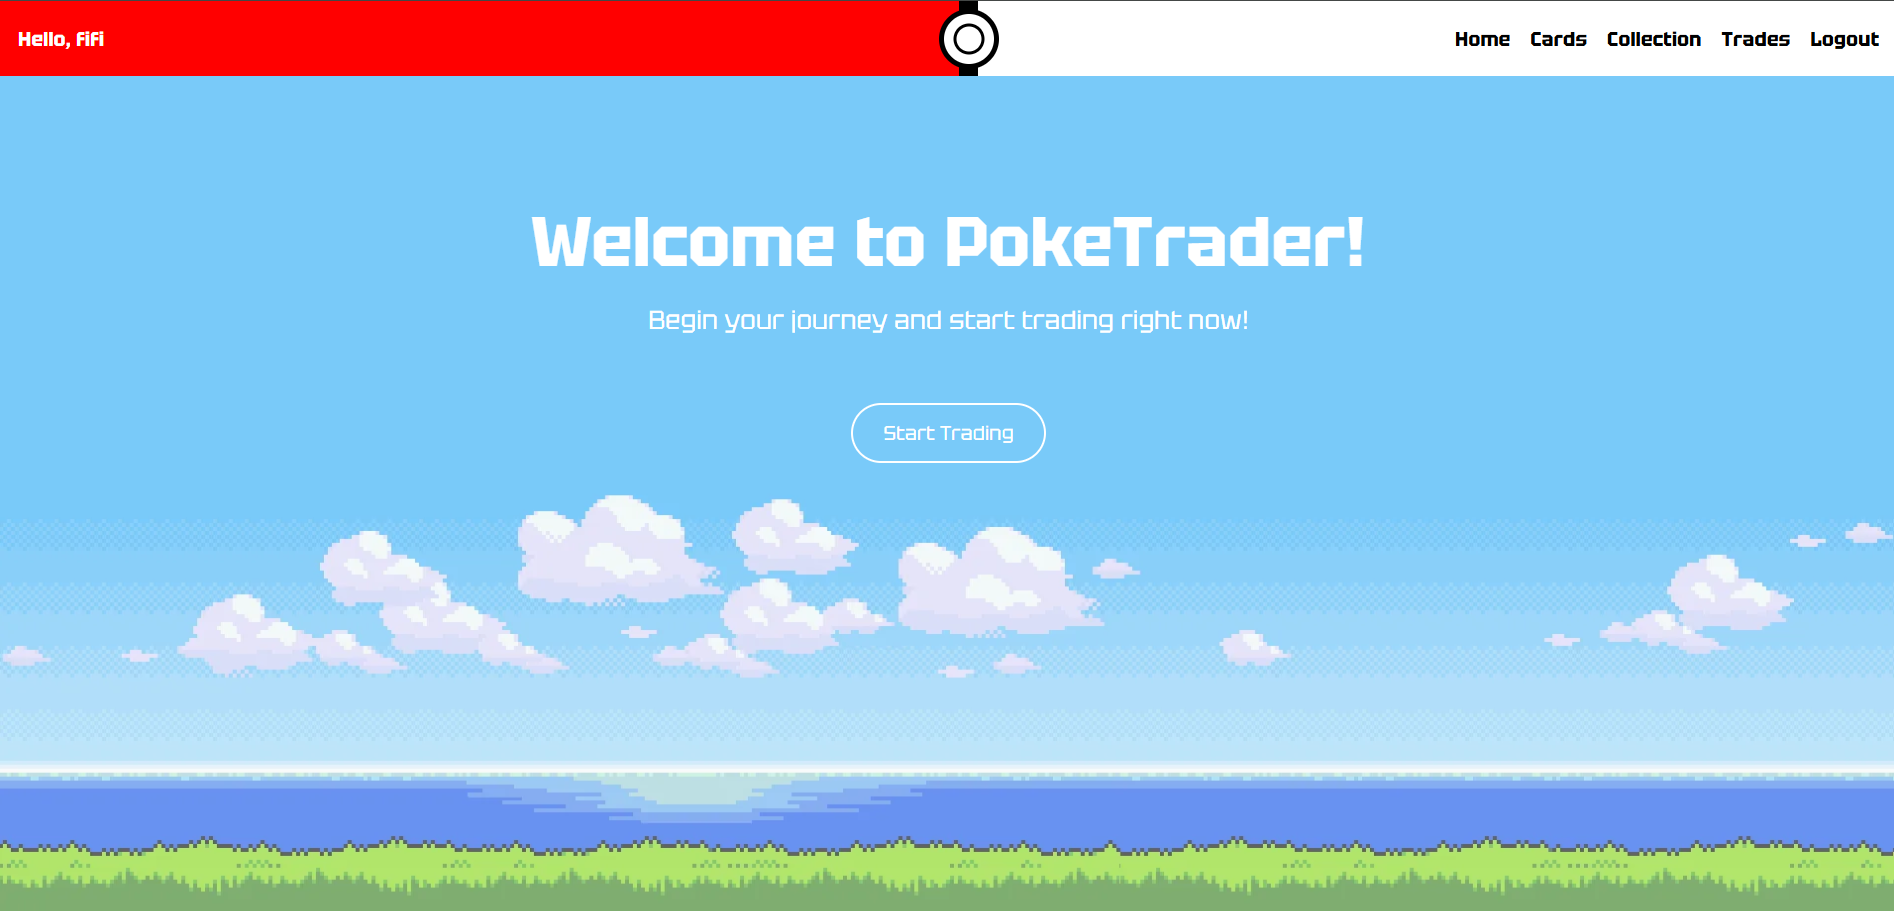 Hello, fifi
Home Cards Collection Trades Logout
Welcome to PokeTrader!
Begin your journey and start trading right now!
Start Trading